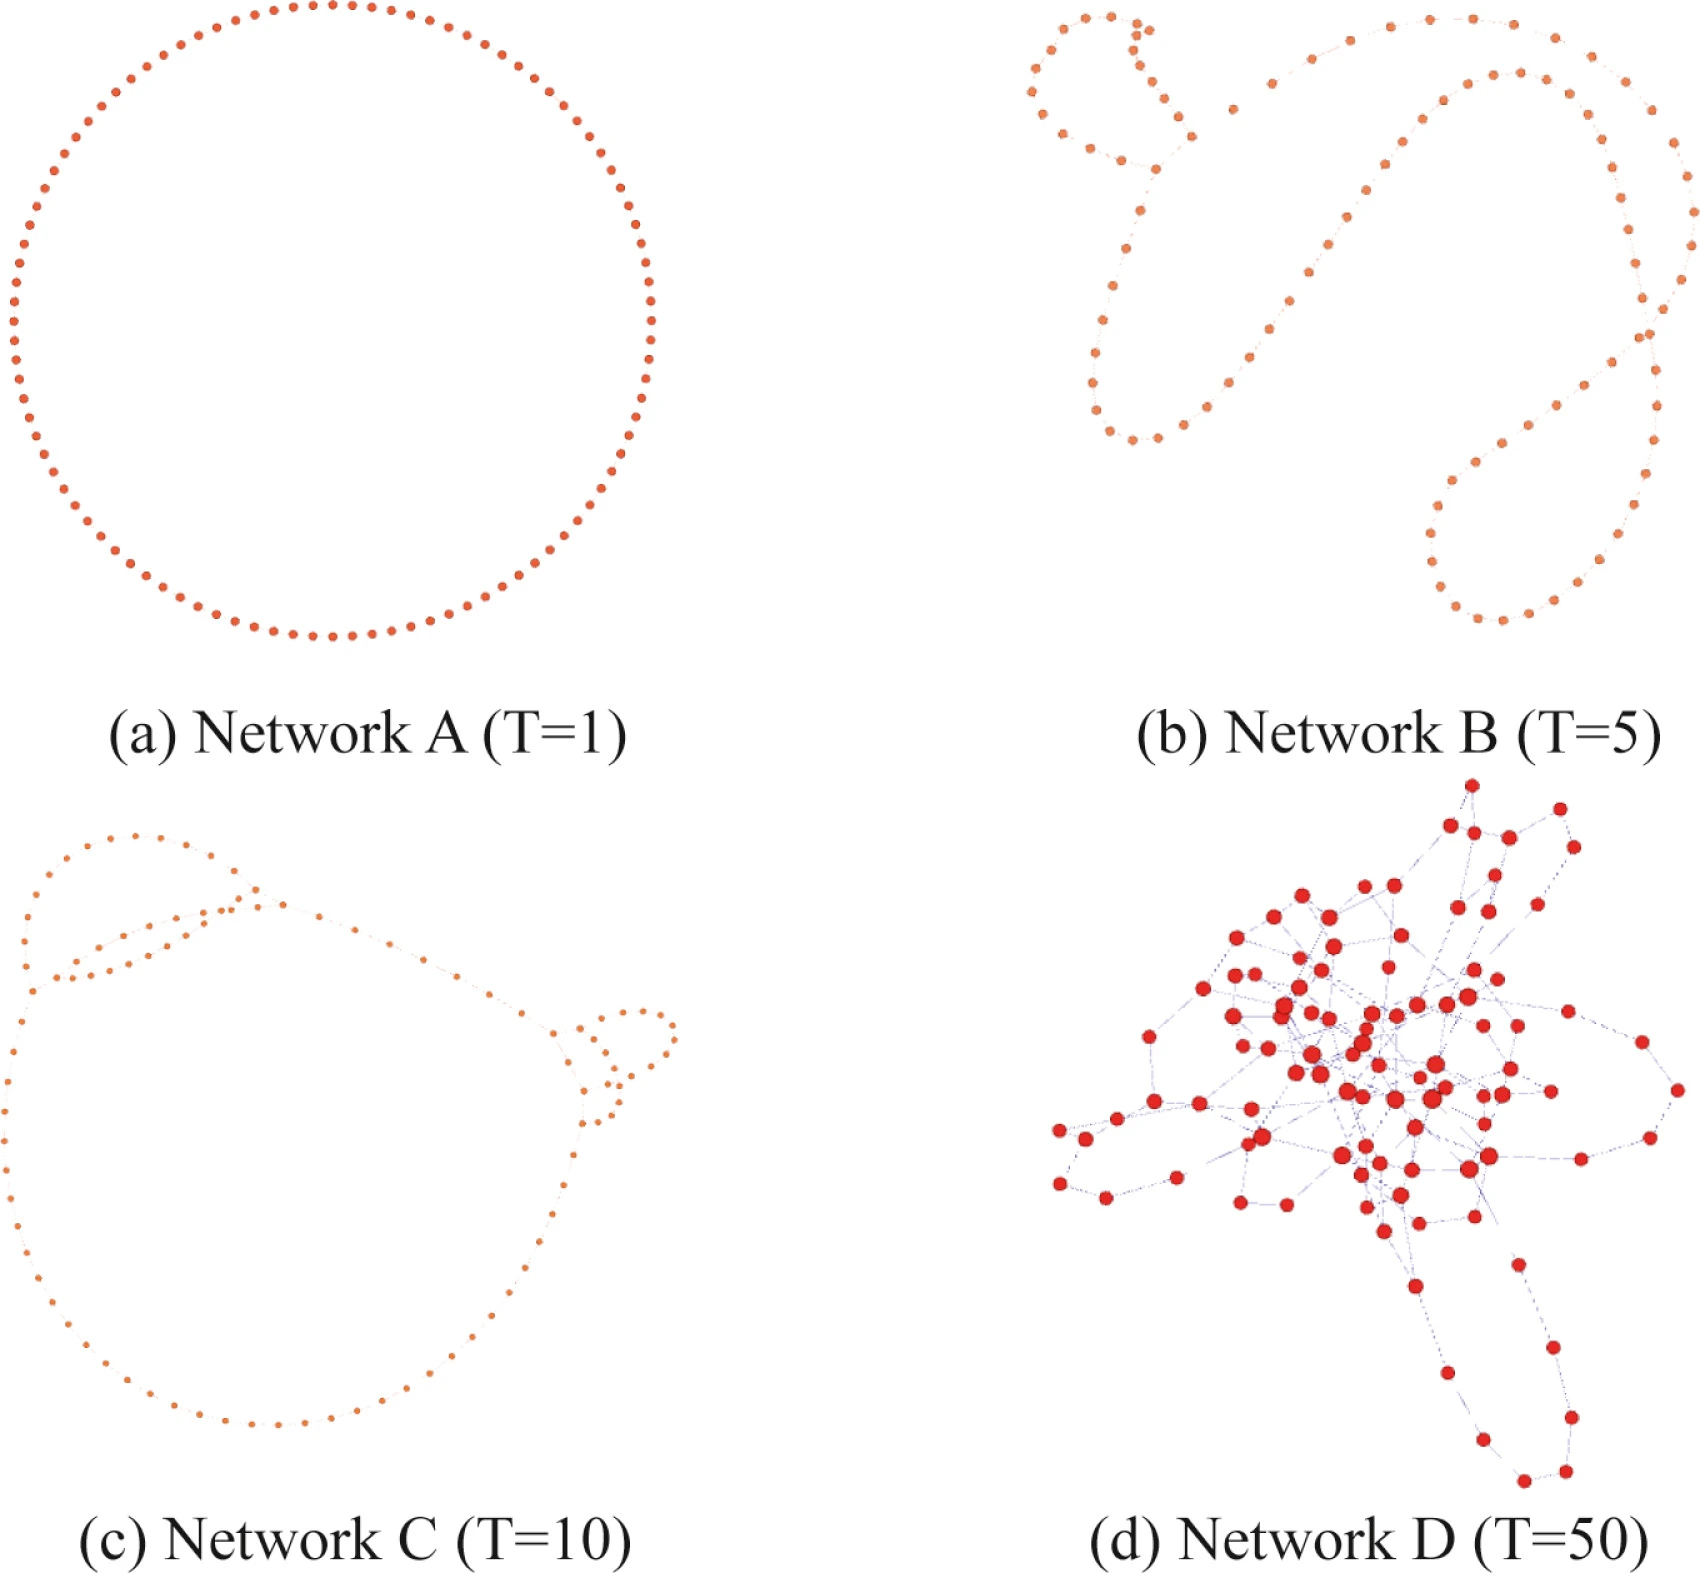 (a) Network A (T=1)
(b) Network B (T=5)
(c) Network C (T=10)
(d) Network D (T=50)